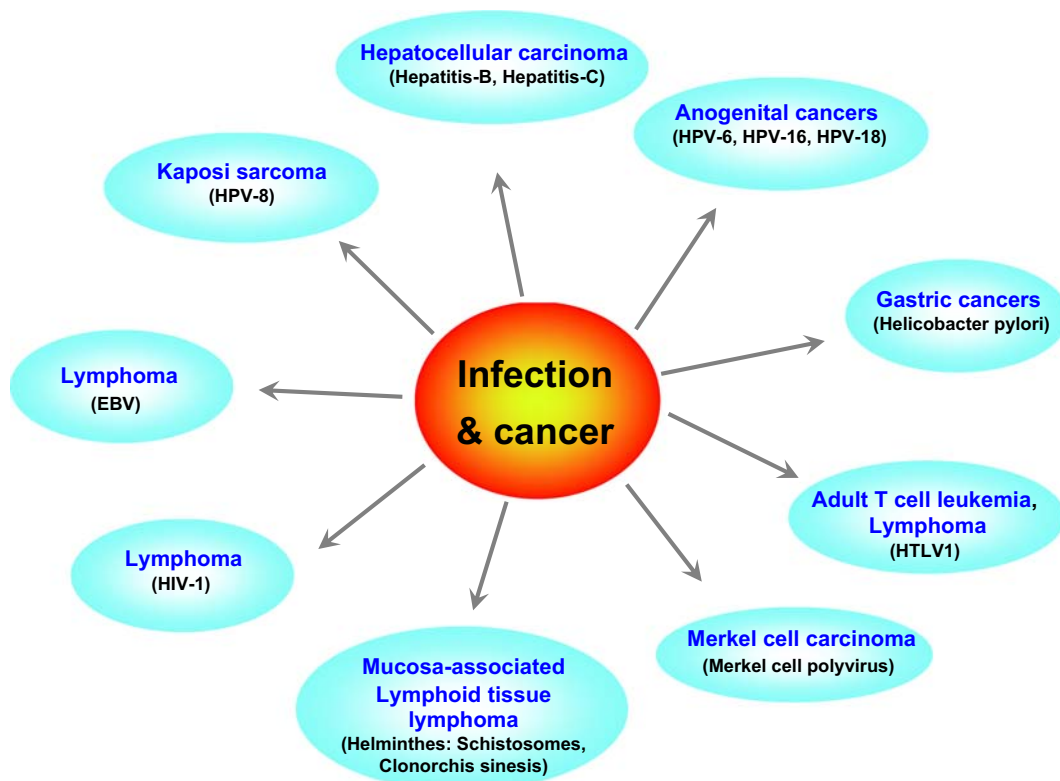 Hepatocellular carcinoma
(Hepatitis-B, Hepatitis-C)
Anogenital cancers
(HPV-6, HPV-16, HPV-18)
Kaposi sarcoma
(HPV-8)
Gastric cancers
(Helicobacter pylori)
Infection
& cancer
Lymphoma
(EBV)
Adult T cell leukemia,
Lymphoma
(HTLV1)
Lymphoma
(HIV-1)
Merkel cell carcinoma
(Merkel cell polyvirus)
Mucosa-associated
Lymphoid tissue
lymphoma
(Helminthes: Schistosomes,
Clonorchis sinesis)